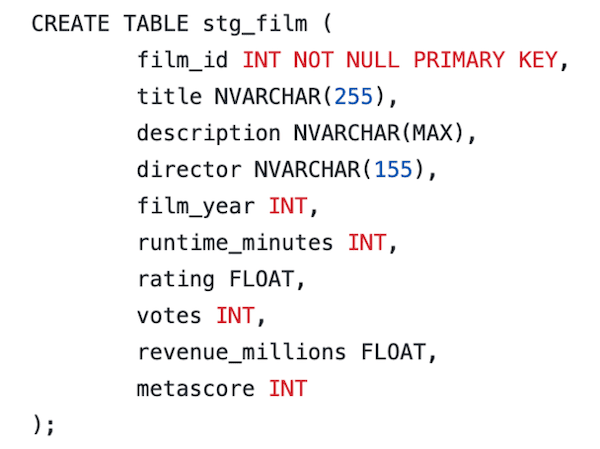 CREATE TABLE stg_film (
film_id INT NOT NULL PRIMARY KEY,
title NVARCHAR(255),
description NVARCHAR(MAX),
director NVARCHAR(155),
film_year INT,
runtime_minutes INT,
rating FLOAT,
votes INT,
revenue_millions FLOAT,
metascore INT
);